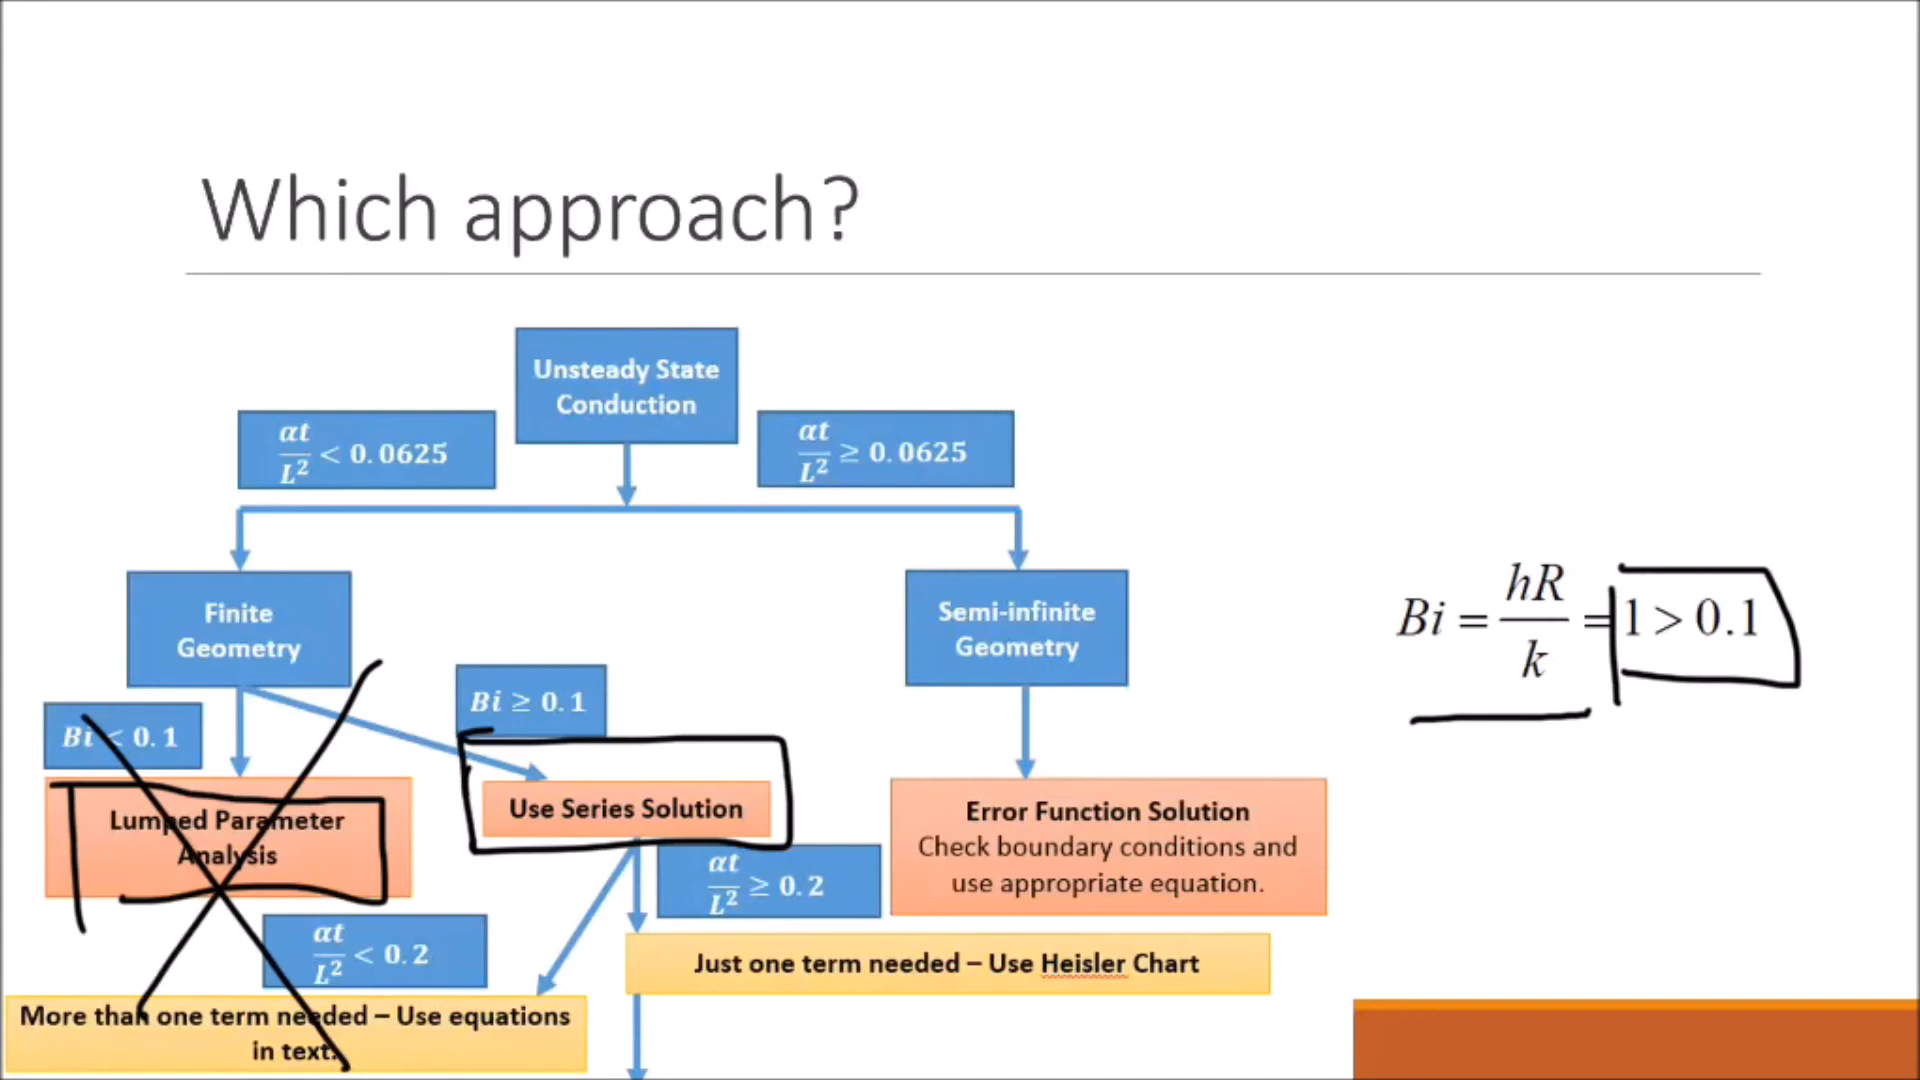 Which approach?
Unsteady State
Conduction
αt/L² < 0.0625
αt/L² ≥ 0.0625
Finite
Geometry
Semi-infinite
Geometry
Bi = hR/k = 1 > 0.1
Bi < 0.1
Bi ≥ 0.1
Lumped Parameter
Analysis
Use Series Solution
Error Function Solution
Check boundary conditions and
use appropriate equation.
αt/L² < 0.2
αt/L² ≥ 0.2
Just one term needed – Use Heisler Chart
More than one term needed – Use equations
in text.